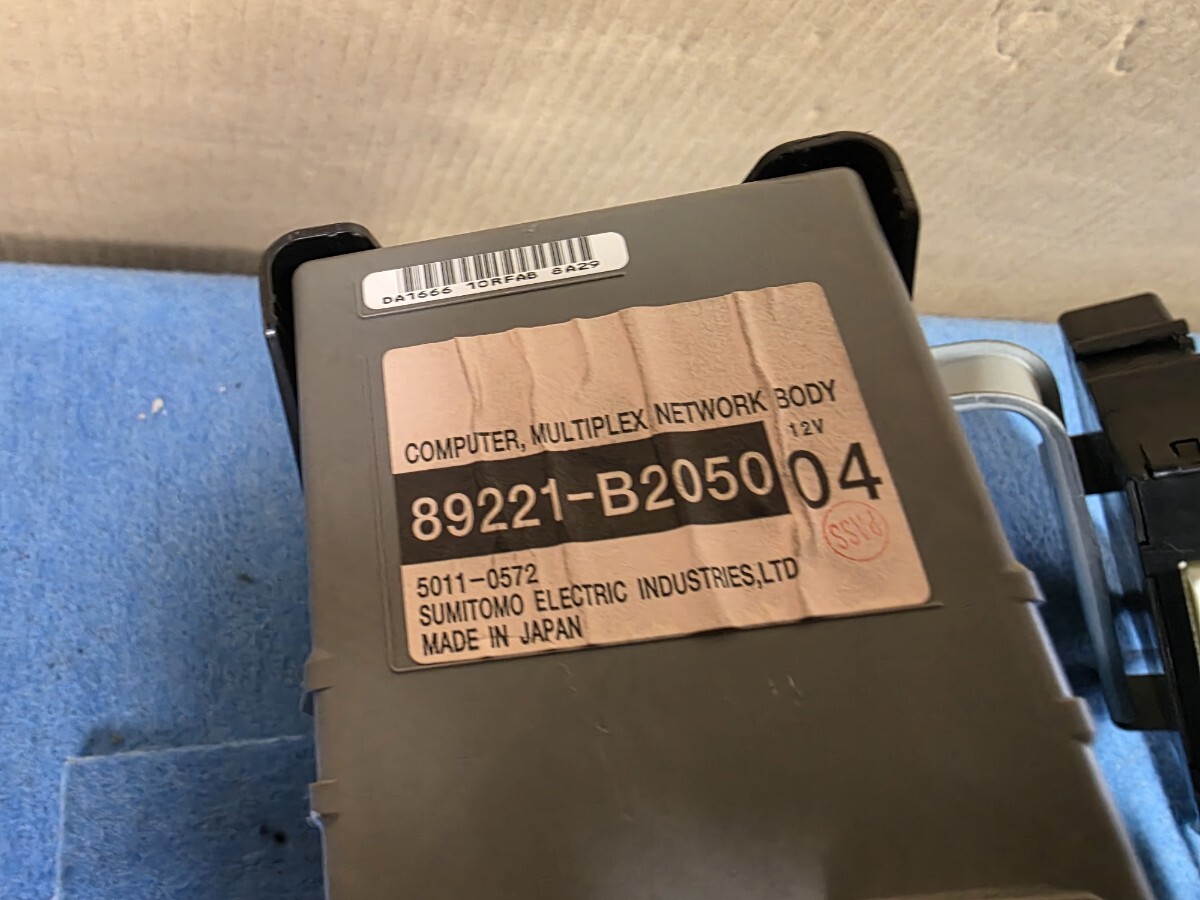 DA1666 10RFAB 8A29
COMPUTER, MULTIPLEX NETWORK BODY
12V
89221-B2050 04
PASS
5011-0572
SUMITOMO ELECTRIC INDUSTRIES,LTD
MADE IN JAPAN